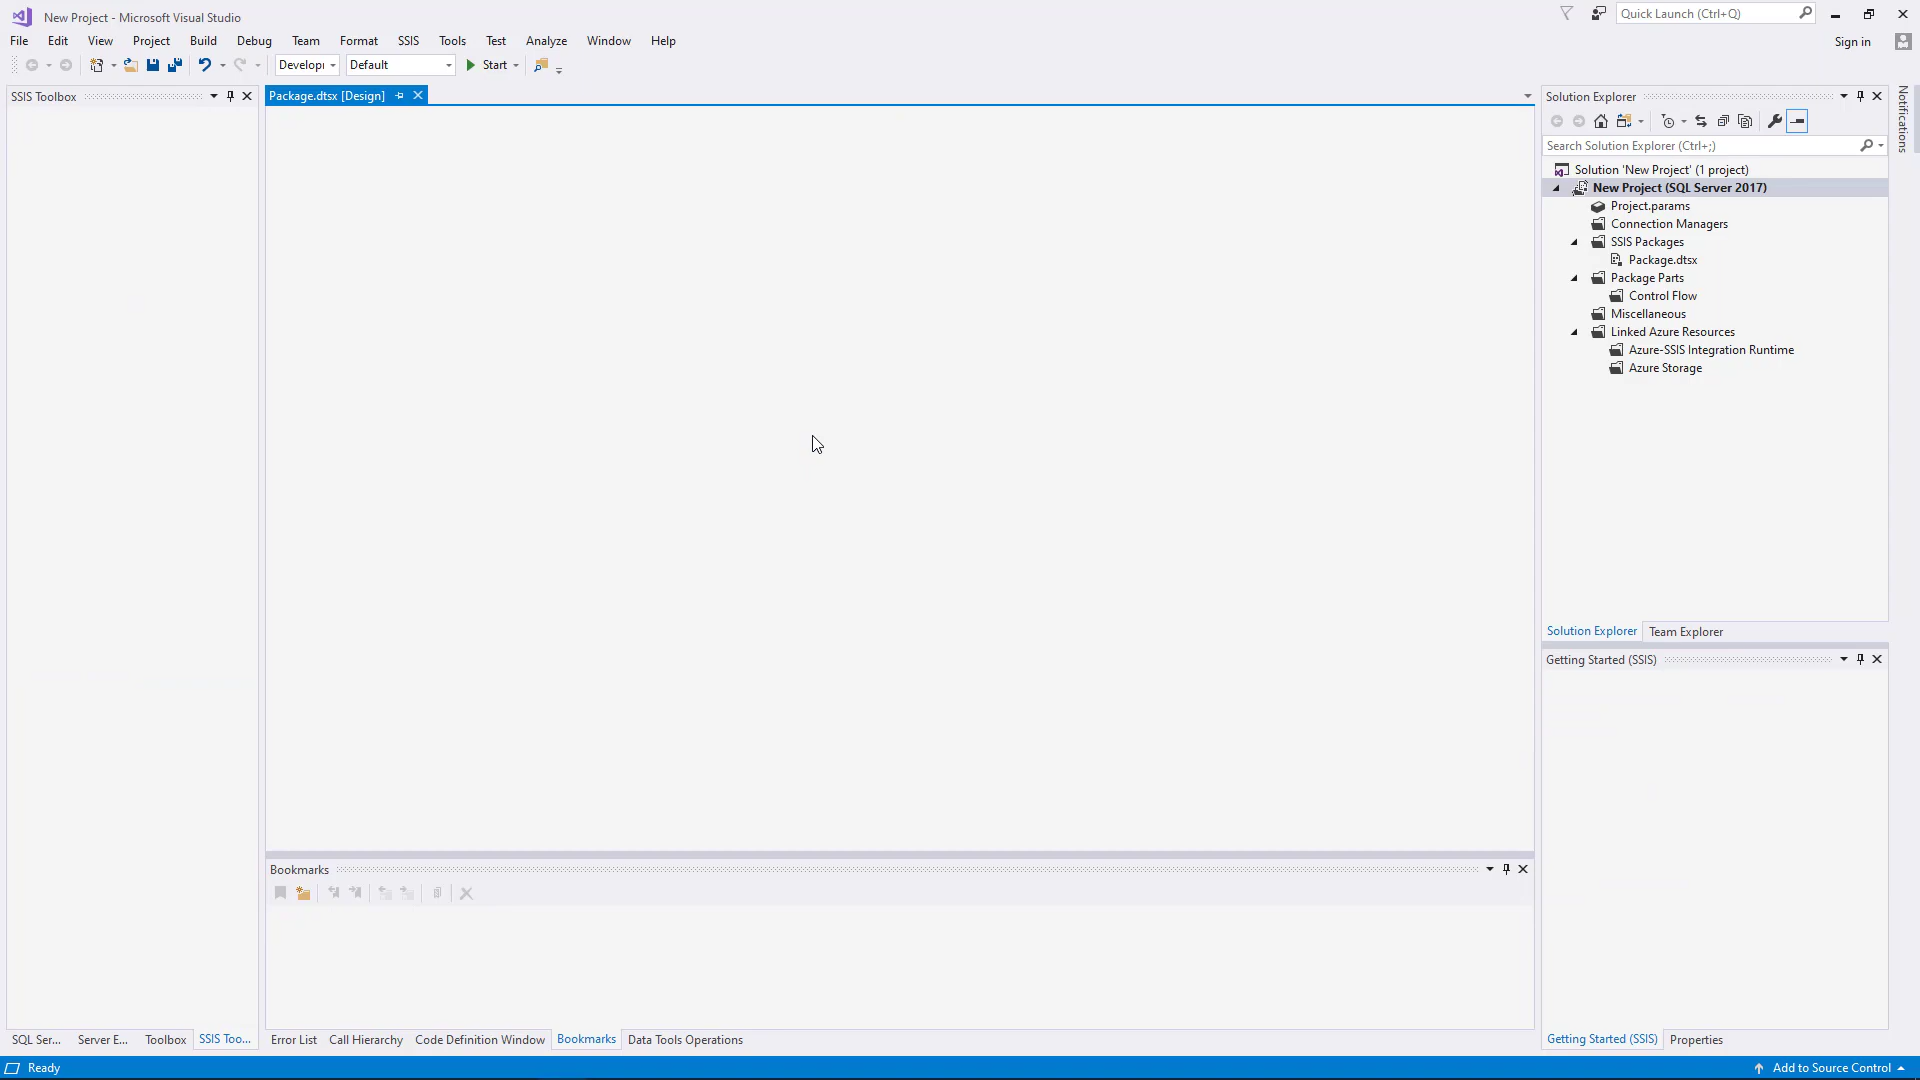 New Project - Microsoft Visual Studio
Quick Launch (Ctrl+Q)
File Edit View Project Build Debug Team Format SSIS Tools Test Analyze Window Help
Sign in
Develop Default Start
SSIS Toolbox
Package.dtsx [Design]
Solution Explorer
Notifications
Search Solution Explorer (Ctrl+;)
Solution 'New Project' (1 project)
New Project (SQL Server 2017)
Project.params
Connection Managers
SSIS Packages
Package.dtsx
Package Parts
Control Flow
Miscellaneous
Linked Azure Resources
Azure-SSIS Integration Runtime
Azure Storage
Solution Explorer Team Explorer
Getting Started (SSIS)
Bookmarks
SQL Ser... Server E... Toolbox SSIS Too...
Error List Call Hierarchy Code Definition Window Bookmarks Data Tools Operations
Getting Started (SSIS) Properties
Ready
Add to Source Control